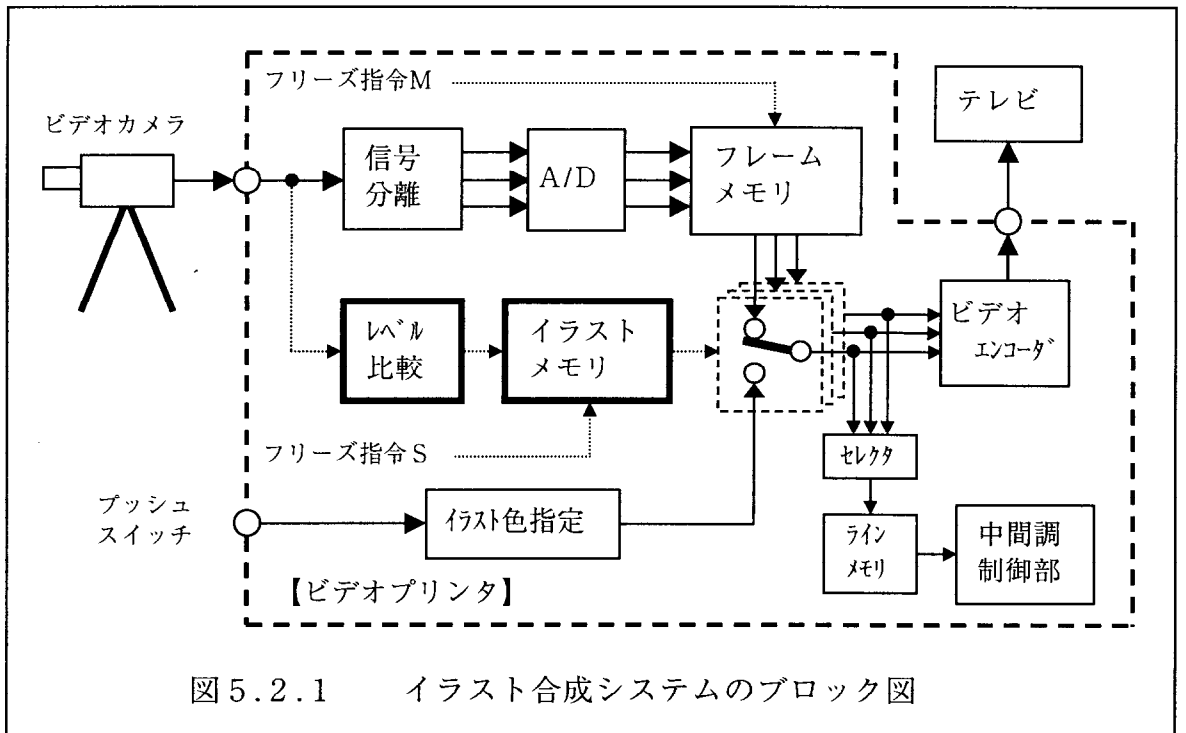 フリーズ指令M
テレビ
ビデオカメラ
信号
分離
A/D
フレーム
メモリ
レベル
比較
イラスト
メモリ
ビデオ
エンコーダ
フリーズ指令S
セレクタ
プッシュ
スイッチ
イラスト色指定
ライン
メモリ
中間調
制御部
【ビデオプリンタ】
図5.2.1 イラスト合成システムのブロック図